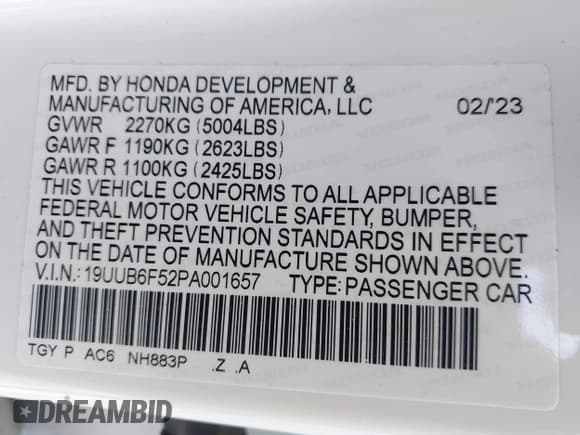 MFD. BY HONDA DEVELOPMENT &
MANUFACTURING OF AMERICA, LLC 02/'23
GVWR 2270KG (5004LBS)
GAWR F 1190KG (2623LBS)
GAWR R 1100KG (2425LBS)
THIS VEHICLE CONFORMS TO ALL APPLICABLE
FEDERAL MOTOR VEHICLE SAFETY, BUMPER,
AND THEFT PREVENTION STANDARDS IN EFFECT
ON THE DATE OF MANUFACTURE SHOWN ABOVE.
V.I.N.: 19UUB6F52PA001657 TYPE: PASSENGER CAR
TGY P AC6 NH883P .Z .A
DREAMBID